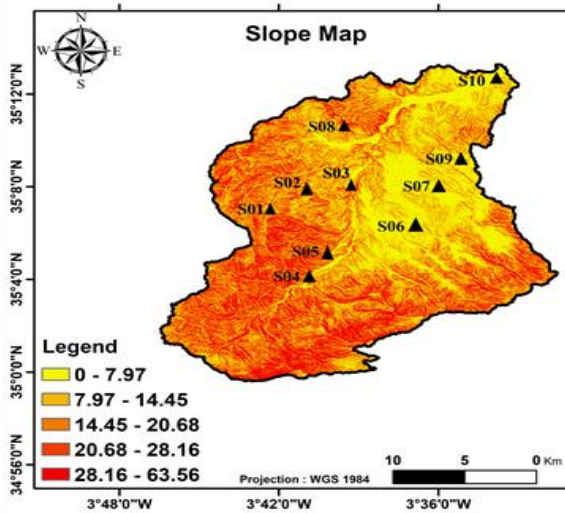 Slope Map
N
W E
S
35°12'0"N
35°8'0"N
35°4'0"N
35°0'0"N
34°56'0"N
S10
S08
S09
S03
S02
S07
S01
S06
S05
S04
Legend
0 - 7.97
7.97 - 14.45
14.45 - 20.68
20.68 - 28.16
28.16 - 63.56
10 5 0 Km
Projection : WGS 1984
3°48'0"W 3°42'0"W 3°36'0"W